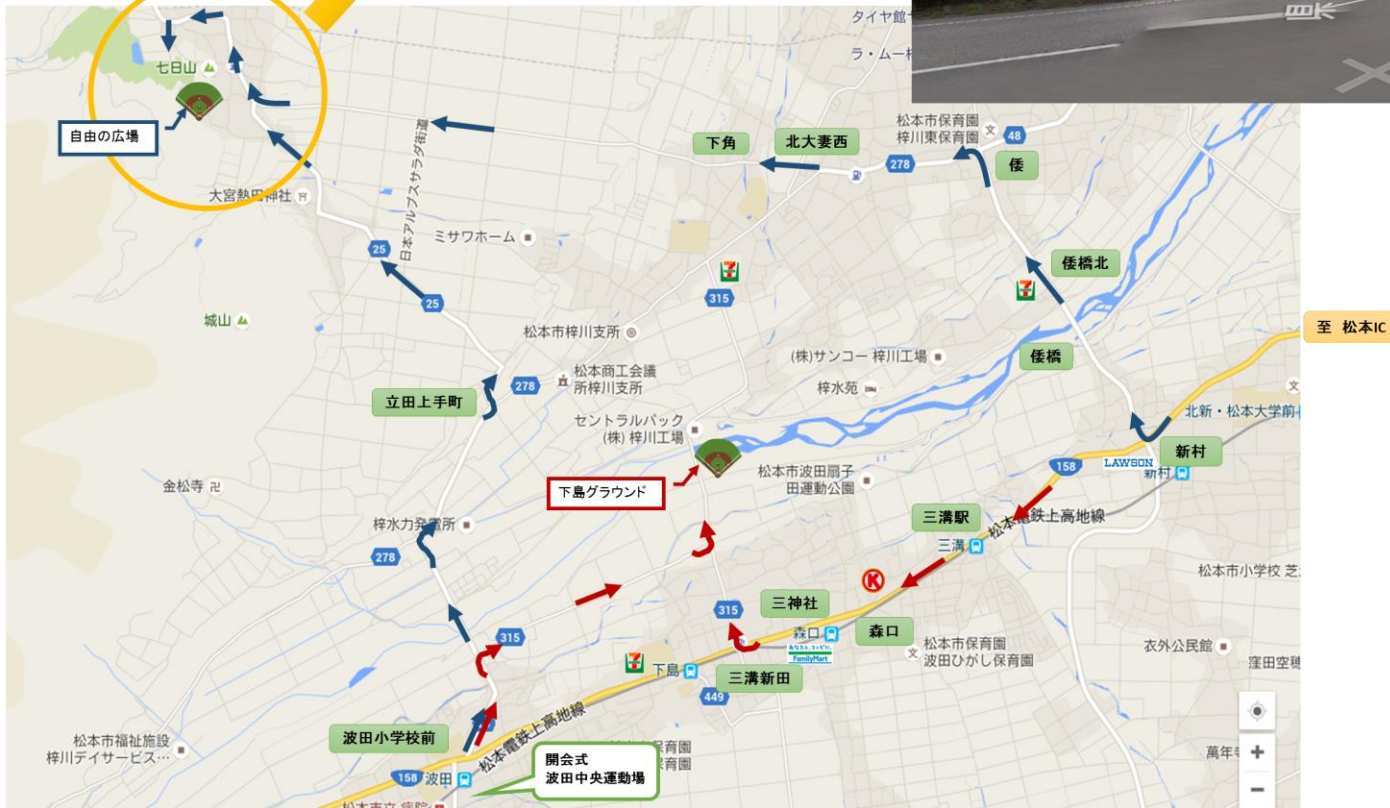 タイヤ館
ラ・ムー
七日山
自由の広場
大宮熱田神社
日本アルプスサラダ街道
25
25
ミサワホーム
下角
北大妻西
278
松本市保育園
梓川東保育園
48
倭
倭橋北
倭橋
315
城山
松本市梓川支所
松本商工会議
所梓川支所
278
立田上手町
(株)サンコー 梓川工場
梓水苑
セントラルパック
(株) 梓川工場
下島グラウンド
松本市波田扇子
田運動公園
至 松本IC
北新・松本大学前
新村
新村
LAWSON
158
松本電鉄上高地線
三溝駅
三溝
金松寺
梓水力発電所
278
松本市小学校 芝
315
315
三神社
森口
森口
FamilyMart
三溝新田
下島
449
松本市保育園
波田ひがし保育園
衣外公民館
窪田空穂
萬年寺
波田小学校前
松本電鉄上高地線
開会式
波田中央運動場
保育園
保育園
158
波田
松本市福祉施設
梓川デイサービス…
松本市立 病院
+
−